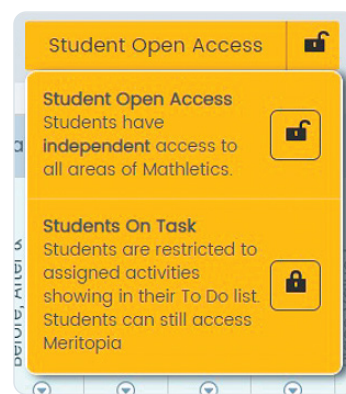 Student Open Access
Student Open Access
Students have
independent access to
all areas of Mathletics.
Students On Task
Students are restricted to
assigned activities
showing in their To Do list.
Students can still access
Meritopia